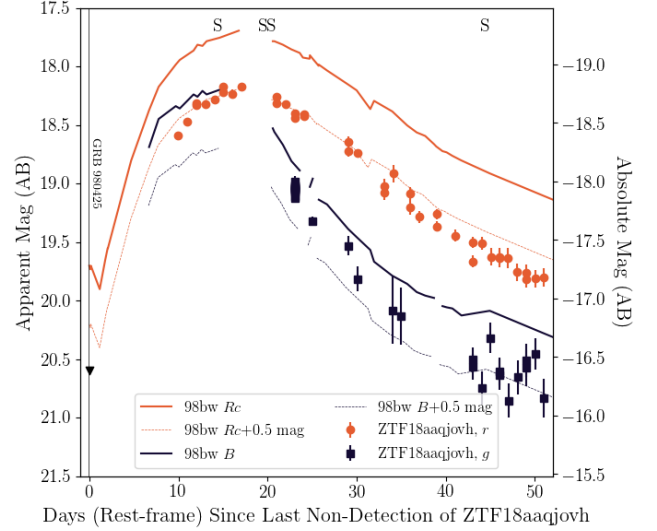 S SS S
17.5
18.0
18.5
19.0
19.5
20.0
20.5
21.0
21.5
Apparent Mag (AB)
GRB 980425
−19.0
−18.5
−18.0
−17.5
−17.0
−16.5
−16.0
−15.5
Absolute Mag (AB)
98bw Rc
98bw Rc+0.5 mag
98bw B
98bw B+0.5 mag
ZTF18aaqjovh, r
ZTF18aaqjovh, g
0 10 20 30 40 50
Days (Rest-frame) Since Last Non-Detection of ZTF18aaqjovh